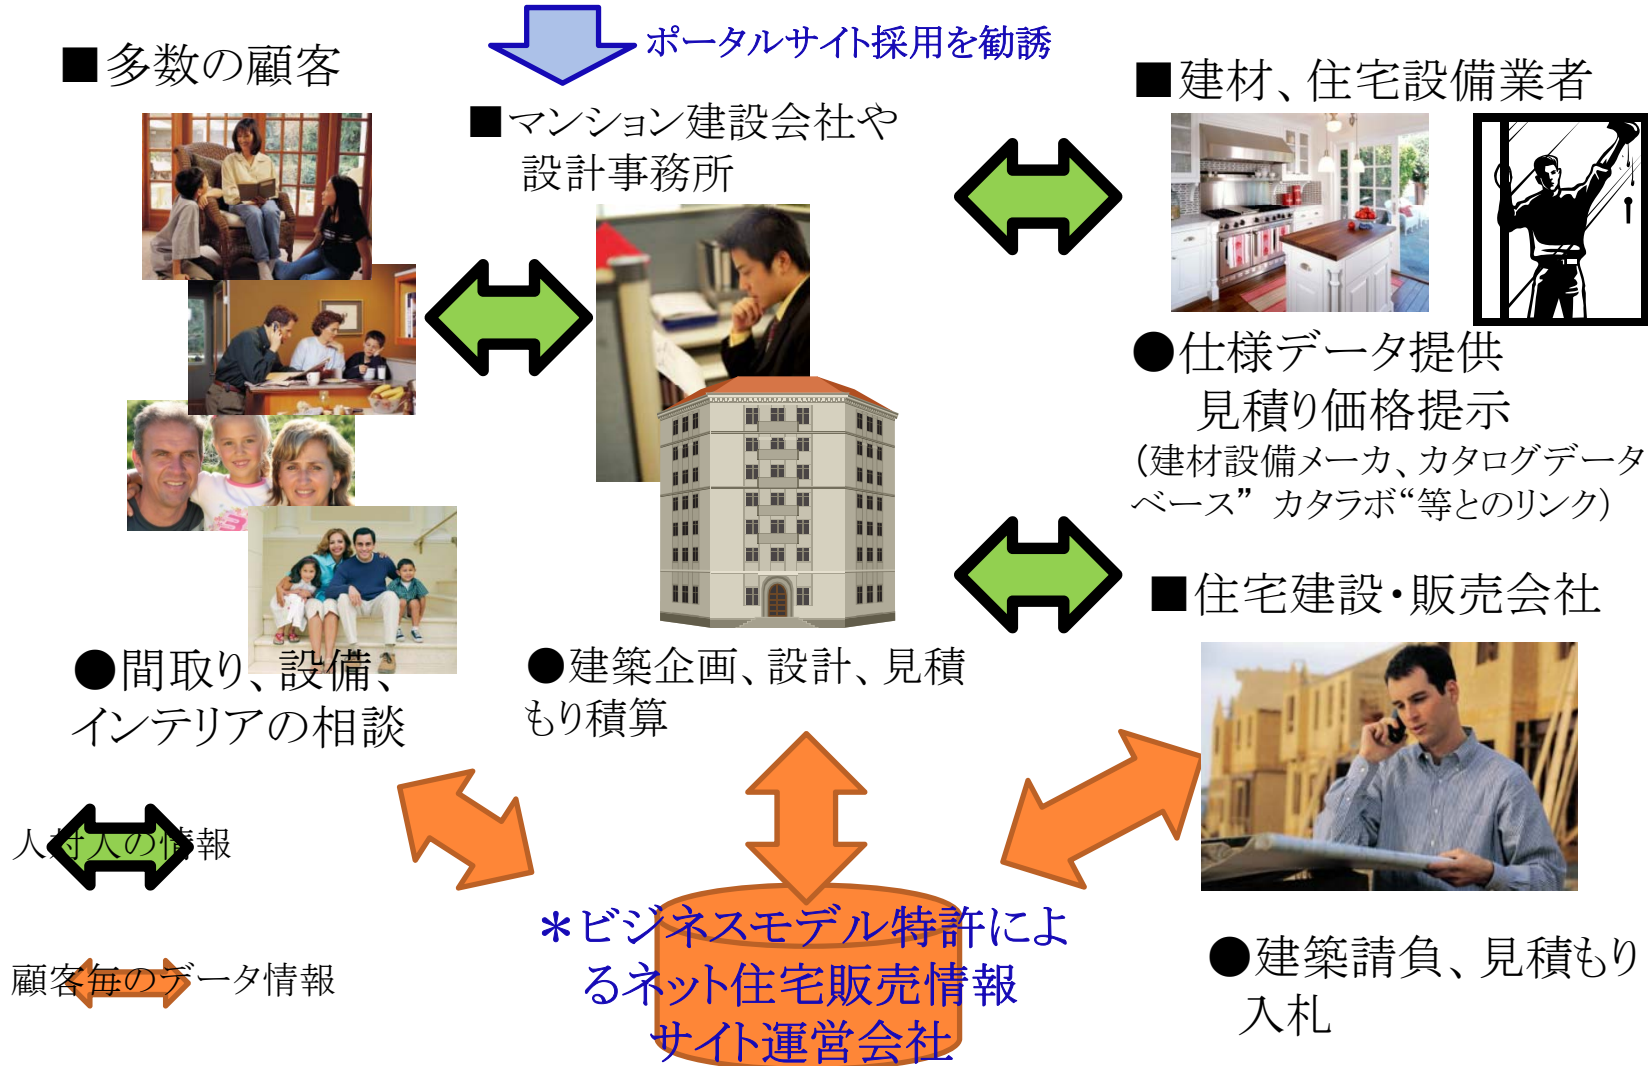 ポータルサイト採用を勧誘
■多数の顧客
■マンション建設会社や
設計事務所
■建材、住宅設備業者
●仕様データ提供
見積り価格提示
（建材設備メーカ、カタログデータ
ベース” カタラボ“等とのリンク）
■住宅建設・販売会社
●間取り、設備、
インテリアの相談
●建築企画、設計、見積
もり積算
人対人の情報
顧客毎のデータ情報
＊ビジネスモデル特許によ
るネット住宅販売情報
サイト運営会社
●建築請負、見積もり
入札